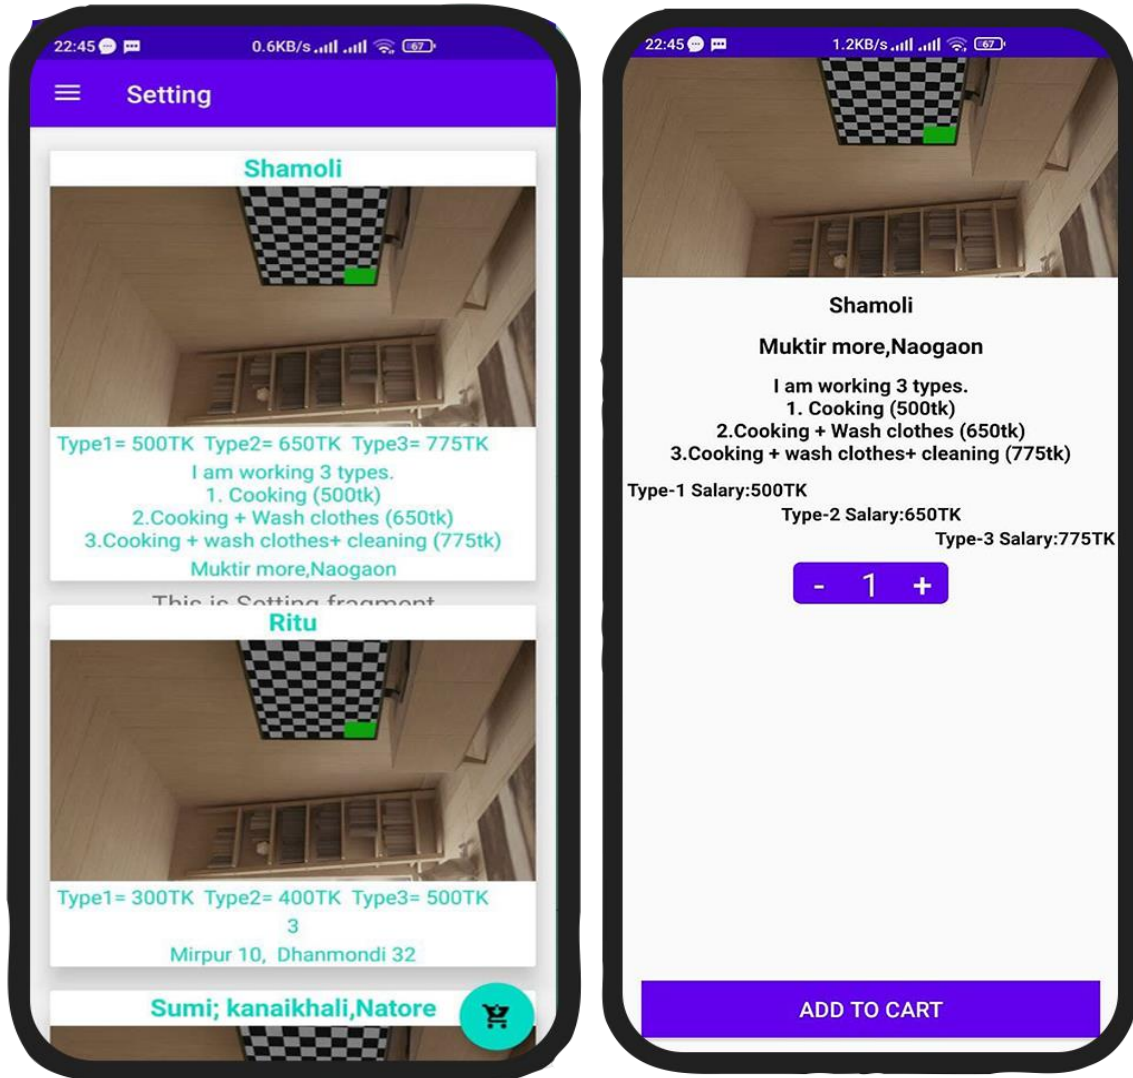 22:45 0.6KB/s 67
Setting
Shamoli
Type1= 500TK Type2= 650TK Type3= 775TK
I am working 3 types.
1. Cooking (500tk)
2.Cooking + Wash clothes (650tk)
3.Cooking + wash clothes+ cleaning (775tk)
Muktir more,Naogaon
This is Setting fragment
Ritu
Type1= 300TK Type2= 400TK Type3= 500TK
3
Mirpur 10, Dhanmondi 32
Sumi; kanaikhali,Natore
22:45 1.2KB/s 67
Shamoli
Muktir more,Naogaon
I am working 3 types.
1. Cooking (500tk)
2.Cooking + Wash clothes (650tk)
3.Cooking + wash clothes+ cleaning (775tk)
Type-1 Salary:500TK
Type-2 Salary:650TK
Type-3 Salary:775TK
- 1 +
ADD TO CART